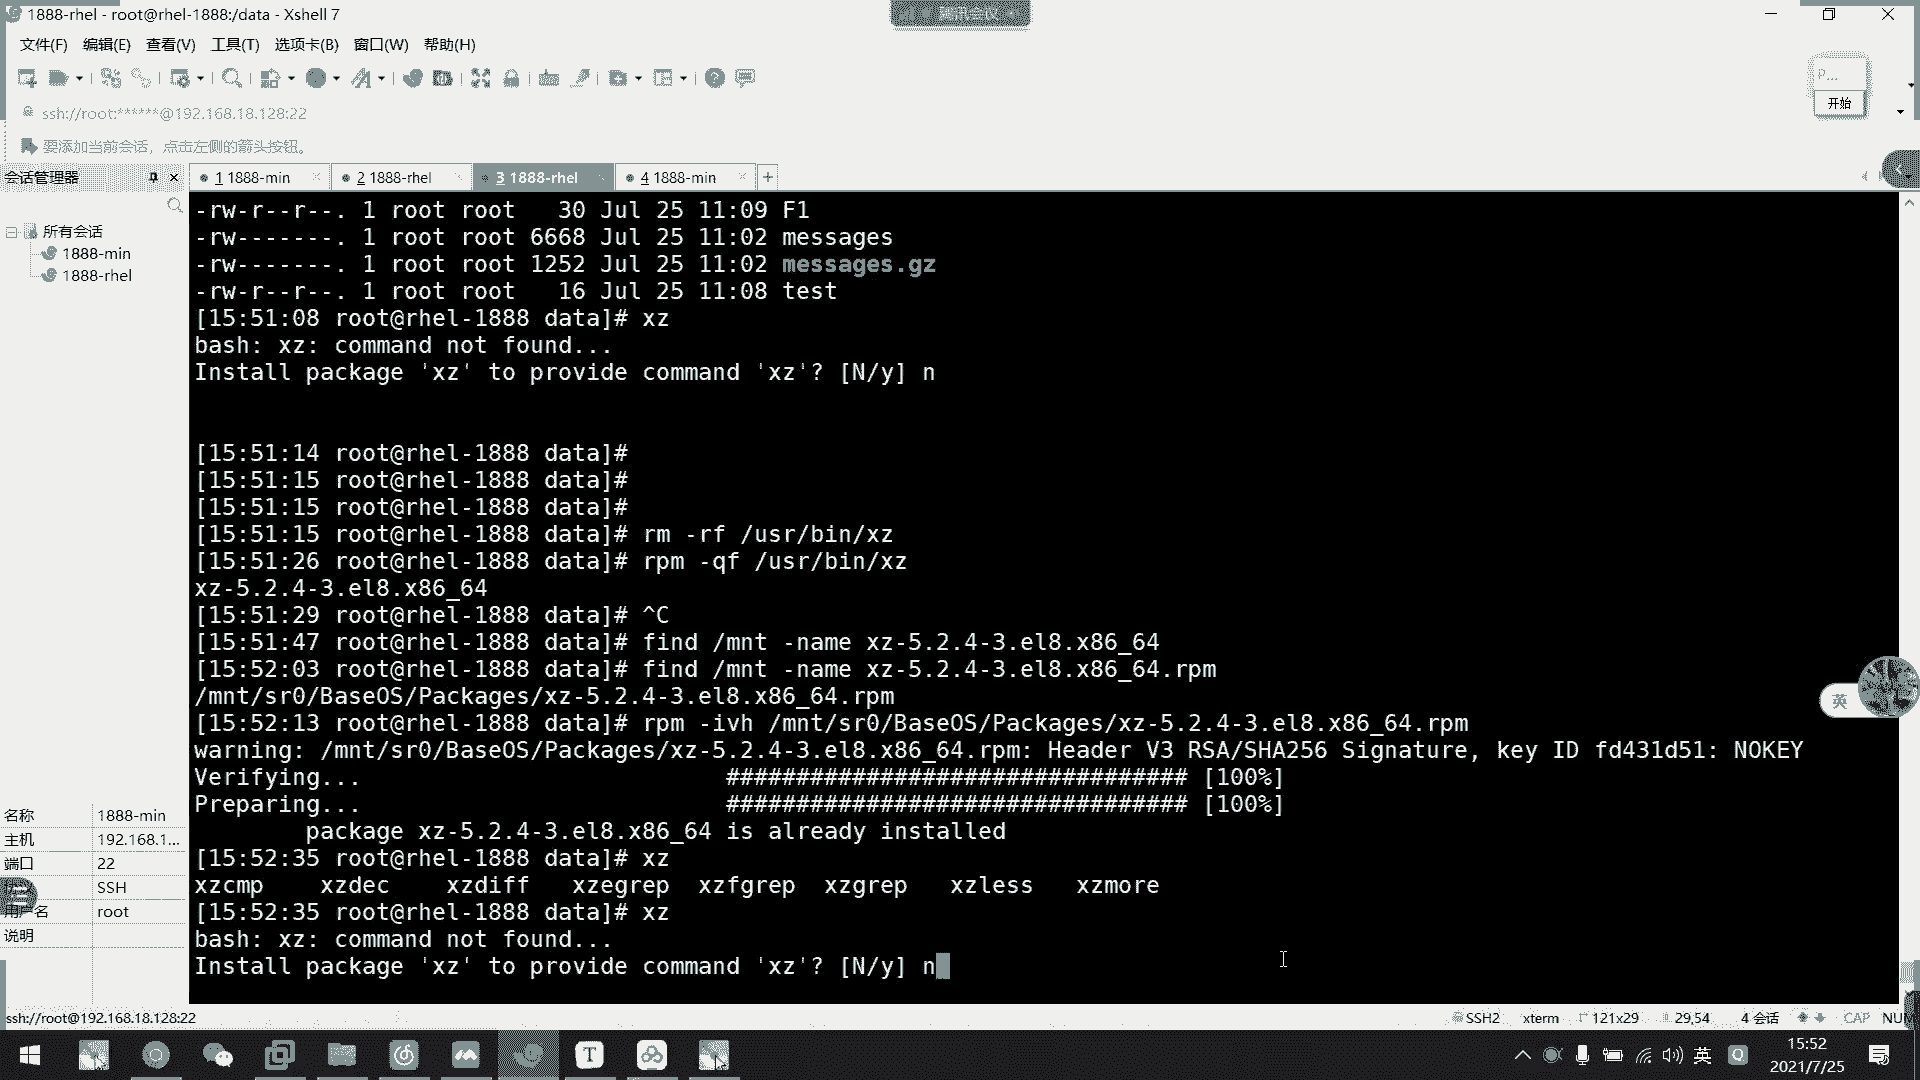 1888-rhel - root@rhel-1888:/data - Xshell 7
腾讯会议
文件(F) 编辑(E) 查看(V) 工具(T) 选项卡(B) 窗口(W) 帮助(H)
P...
开始
ssh://root:******@192.168.18.128:22
要添加当前会话，点击左侧的箭头按钮。
会话管理器
1 1888-min 2 1888-rhel 3 1888-rhel 4 1888-min +
所有会话
1888-min
1888-rhel
-rw-r--r--. 1 root root   30 Jul 25 11:09 F1
-rw-------. 1 root root 6668 Jul 25 11:02 messages
-rw-------. 1 root root 1252 Jul 25 11:02 messages.gz
-rw-r--r--. 1 root root   16 Jul 25 11:08 test
[15:51:08 root@rhel-1888 data]# xz
bash: xz: command not found...
Install package 'xz' to provide command 'xz'? [N/y] n
[15:51:14 root@rhel-1888 data]#
[15:51:15 root@rhel-1888 data]#
[15:51:15 root@rhel-1888 data]#
[15:51:15 root@rhel-1888 data]# rm -rf /usr/bin/xz
[15:51:26 root@rhel-1888 data]# rpm -qf /usr/bin/xz
xz-5.2.4-3.el8.x86_64
[15:51:29 root@rhel-1888 data]# ^C
[15:51:47 root@rhel-1888 data]# find /mnt -name xz-5.2.4-3.el8.x86_64
[15:52:03 root@rhel-1888 data]# find /mnt -name xz-5.2.4-3.el8.x86_64.rpm
/mnt/sr0/BaseOS/Packages/xz-5.2.4-3.el8.x86_64.rpm
[15:52:13 root@rhel-1888 data]# rpm -ivh /mnt/sr0/BaseOS/Packages/xz-5.2.4-3.el8.x86_64.rpm
warning: /mnt/sr0/BaseOS/Packages/xz-5.2.4-3.el8.x86_64.rpm: Header V3 RSA/SHA256 Signature, key ID fd431d51: NOKEY
Verifying...                          ################################# [100%]
Preparing...                          ################################# [100%]
        package xz-5.2.4-3.el8.x86_64 is already installed
[15:52:35 root@rhel-1888 data]# xz
xzcmp    xzdec    xzdiff   xzegrep  xzfgrep  xzgrep   xzless   xzmore
[15:52:35 root@rhel-1888 data]# xz
bash: xz: command not found...
Install package 'xz' to provide command 'xz'? [N/y] n
名称 1888-min
主机 192.168.1...
端口 22
SSH
用户名 root
说明
英
ssh://root@192.168.18.128:22
SSH2 xterm 121x29 29,54 4 会话 CAP NUM
英
15:52
2021/7/25